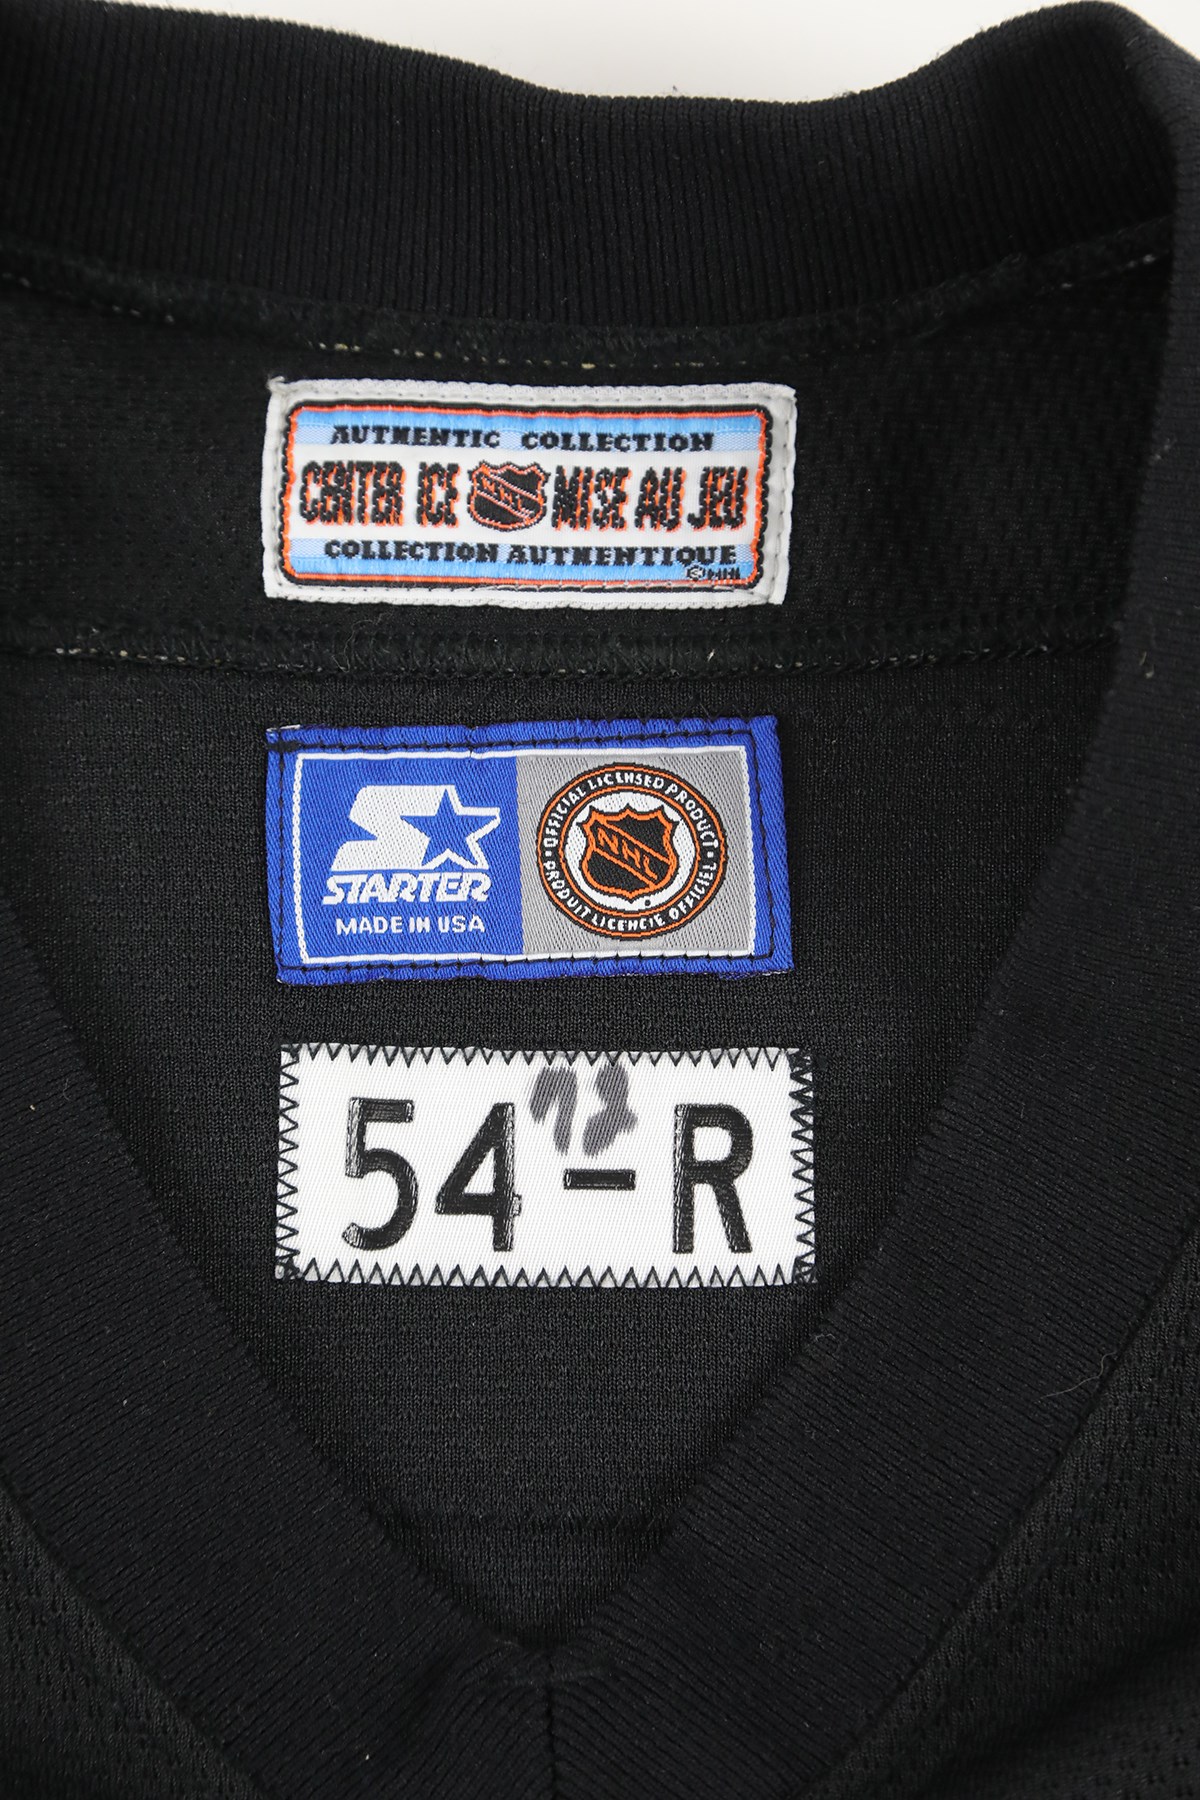 AUTHENTIC COLLECTION
CENTER ICE NHL MISE AU JEU
COLLECTION AUTHENTIQUE
STARTER
MADE IN USA
OFFICIAL LICENSED PRODUCT
NHL
PRODUIT LICENCIE OFFICIEL
54-R